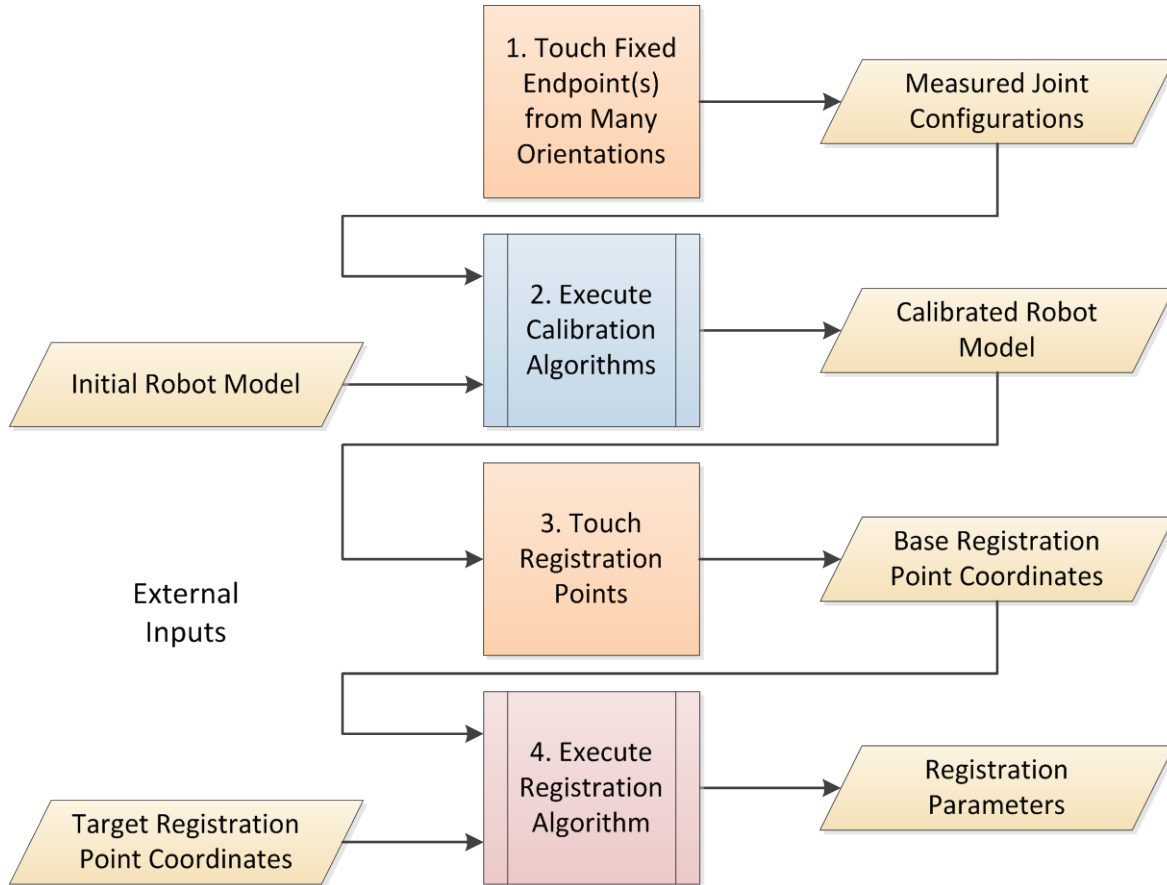 1. Touch Fixed
Endpoint(s)
from Many
Orientations
Measured Joint
Configurations
2. Execute
Calibration
Algorithms
Calibrated Robot
Model
Initial Robot Model
3. Touch
Registration
Points
Base Registration
Point Coordinates
External
Inputs
4. Execute
Registration
Algorithm
Registration
Parameters
Target Registration
Point Coordinates